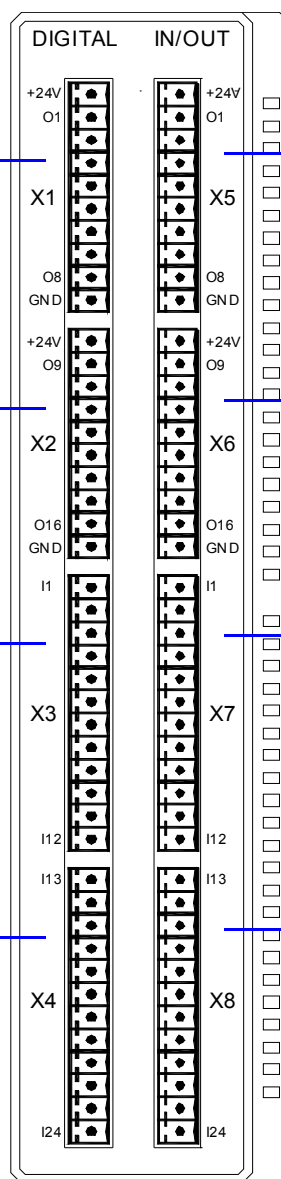 DIGITAL IN/OUT
+24V +24V
O1 O1
X1 X5
O8 O8
GND GND
+24V +24V
O9 O9
X2 X6
O16 O16
GND GND
I1 I1
X3 X7
I12 I12
I13 I13
X4 X8
I24 I24